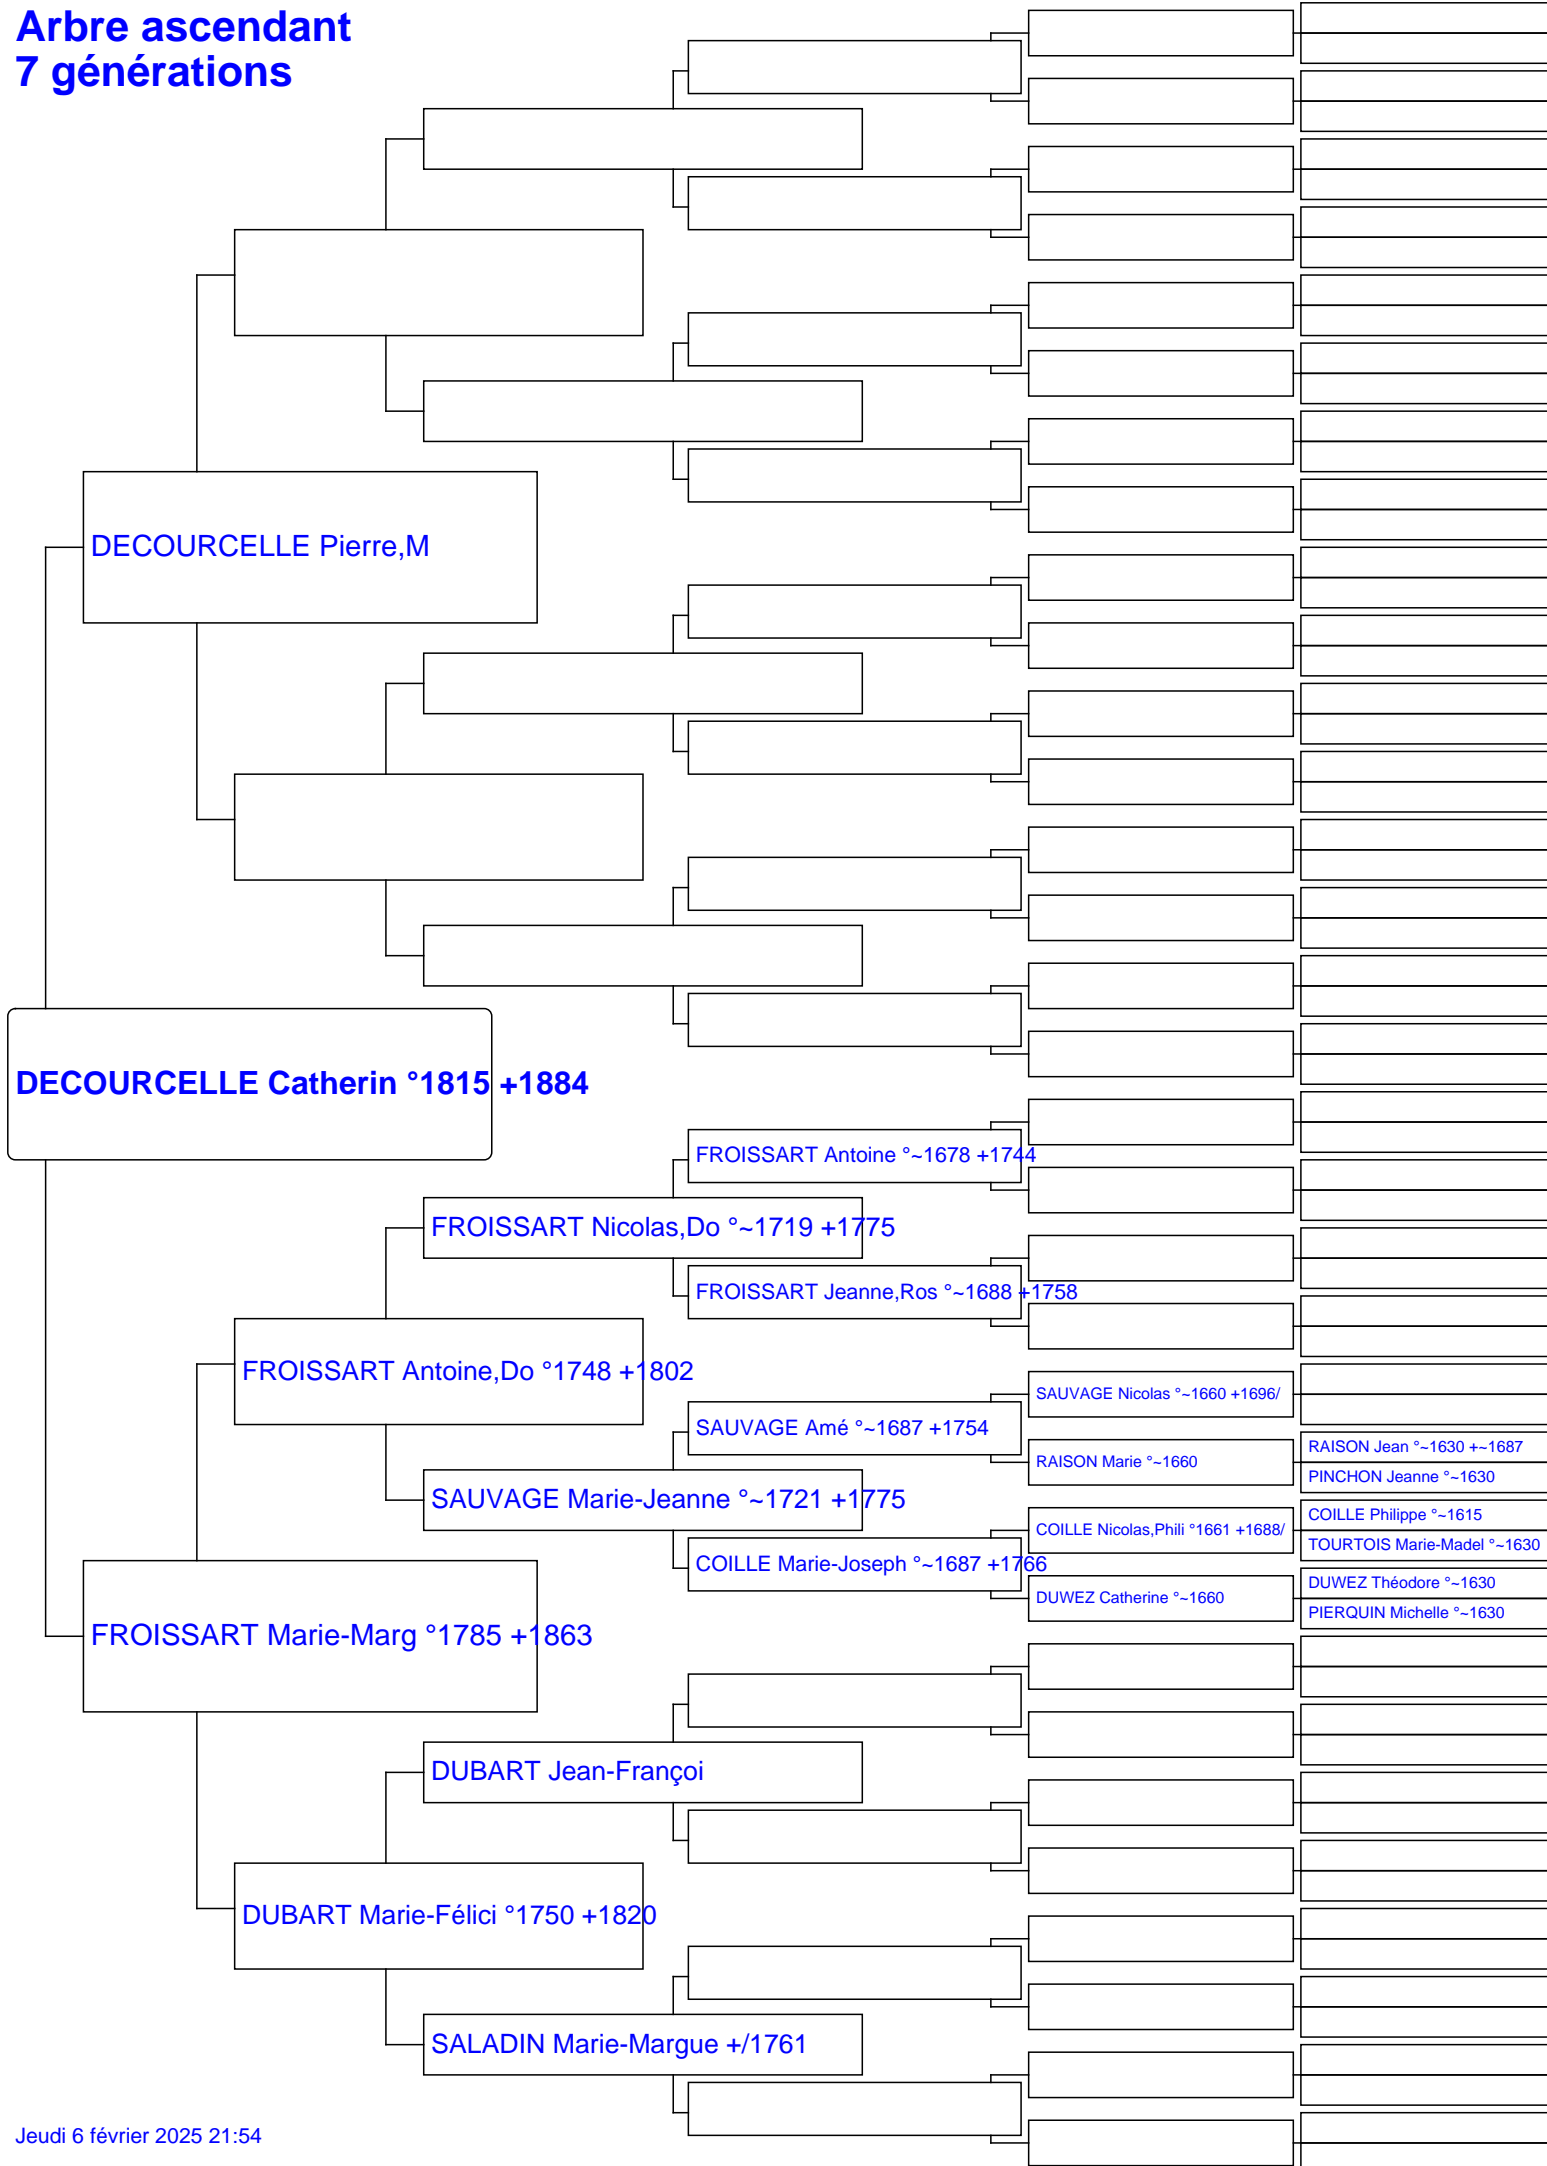 Arbre ascendant
7 générations
DECOURCELLE Pierre,M
DECOURCELLE Catherin °1815 +1884
FROISSART Antoine °~1678 +1744
FROISSART Nicolas,Do °~1719 +1775
FROISSART Jeanne,Ros °~1688 +1758
FROISSART Antoine,Do °1748 +1802
SAUVAGE Nicolas °~1660 +1696/
SAUVAGE Amé °~1687 +1754
RAISON Jean °~1630 +~1687
RAISON Marie °~1660
PINCHON Jeanne °~1630
SAUVAGE Marie-Jeanne °~1721 +1775
COILLE Philippe °~1615
COILLE Nicolas,Phili °1661 +1688/
TOURTOIS Marie-Madel °~1630
COILLE Marie-Joseph °~1687 +1766
DUWEZ Théodore °~1630
DUWEZ Catherine °~1660
PIERQUIN Michelle °~1630
FROISSART Marie-Marg °1785 +1863
DUBART Jean-Françoi
DUBART Marie-Félici °1750 +1820
SALADIN Marie-Margue +/1761
Jeudi 6 février 2025 21:54